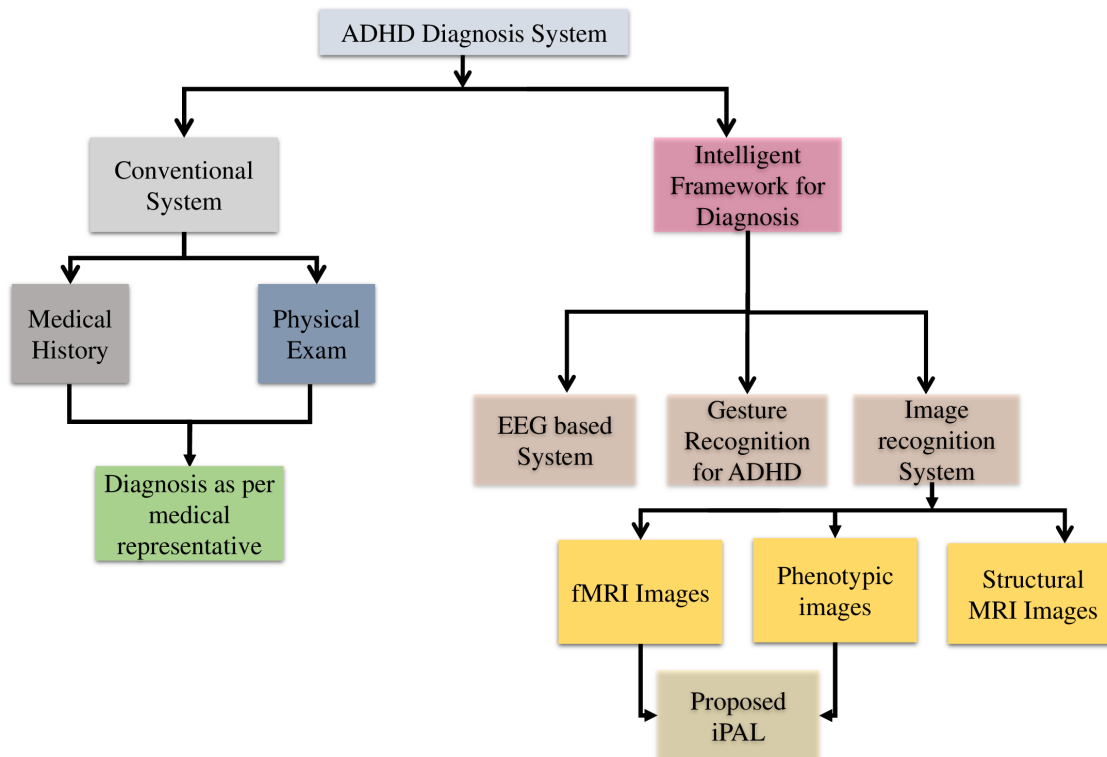 ADHD Diagnosis System
Conventional
System
Intelligent
Framework for
Diagnosis
Medical
History
Physical
Exam
EEG based
System
Gesture
Recognition
for ADHD
Image
recognition
System
Diagnosis as per
medical
representative
fMRI Images
Phenotypic
images
Structural
MRI Images
Proposed
iPAL